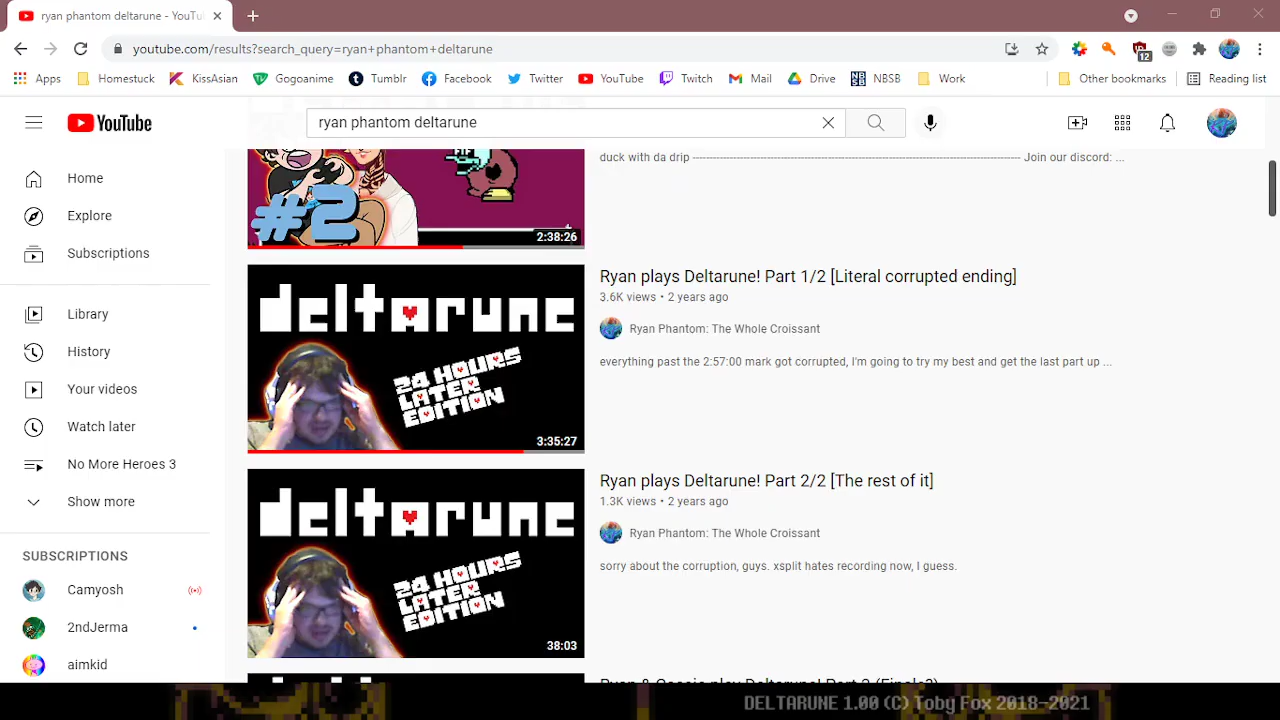 ryan phantom deltarune - YouTu
youtube.com/results?search_query=ryan+phantom+deltarune
12
Apps Homestuck KissAsian Gogoanime Tumblr Facebook Twitter YouTube Twitch Mail Drive NBSB Work Other bookmarks Reading list
YouTube
ryan phantom deltarune
Home
Explore
Subscriptions
Library
History
Your videos
Watch later
No More Heroes 3
Show more
SUBSCRIPTIONS
Camyosh
2ndJerma
aimkid
#2
2:38:26
duck with da drip
Join our discord: ...
deltarune
24 HOURS
LATER
EDITION
3:35:27
Ryan plays Deltarune! Part 1/2 [Literal corrupted ending]
3.6K views • 2 years ago
Ryan Phantom: The Whole Croissant
everything past the 2:57:00 mark got corrupted, I'm going to try my best and get the last part up ...
deltarune
24 HOURS
LATER
EDITION
38:03
Ryan plays Deltarune! Part 2/2 [The rest of it]
1.3K views • 2 years ago
Ryan Phantom: The Whole Croissant
sorry about the corruption, guys. xsplit hates recording now, I guess.
DELTARUNE 1.00 (C) Toby Fox 2018-2021